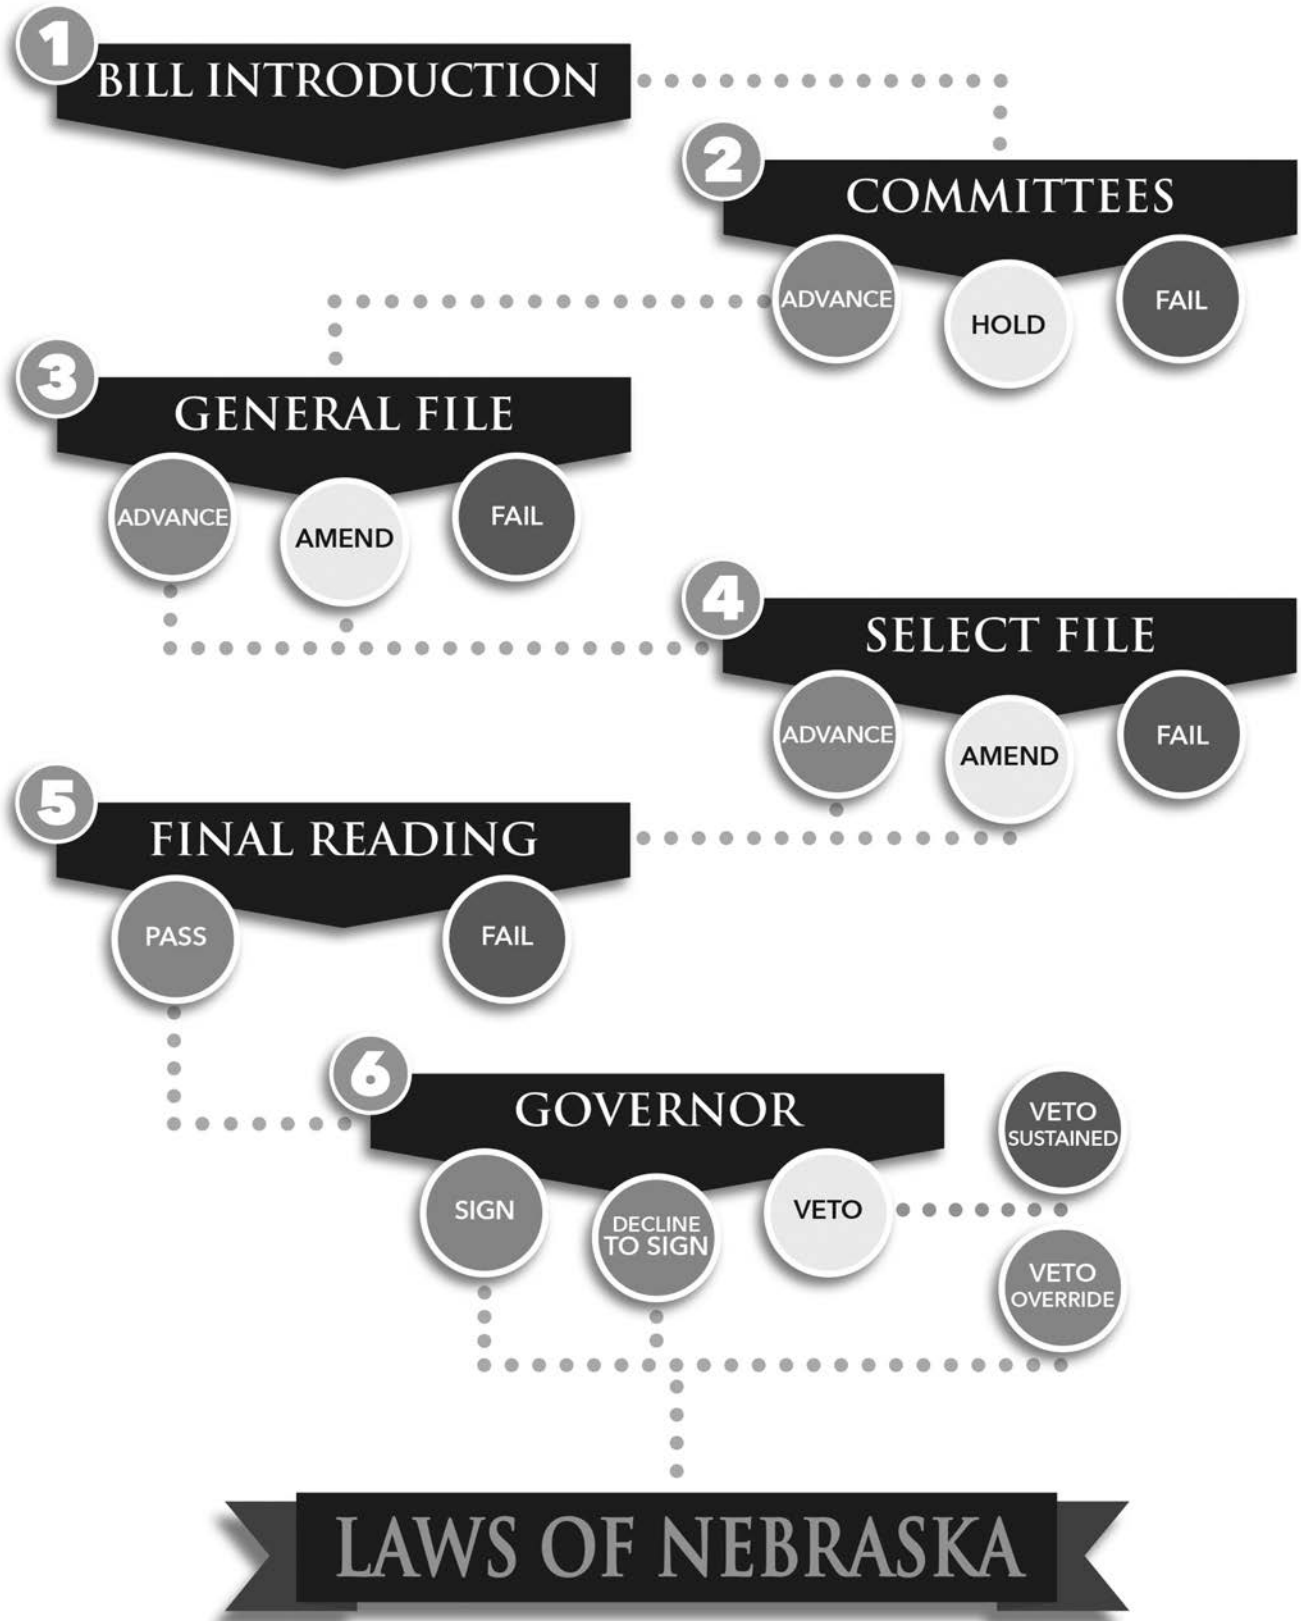 1
BILL INTRODUCTION
2
COMMITTEES
ADVANCE
HOLD
FAIL
3
GENERAL FILE
ADVANCE
AMEND
FAIL
4
SELECT FILE
ADVANCE
AMEND
FAIL
5
FINAL READING
PASS
FAIL
6
GOVERNOR
SIGN
DECLINE
TO SIGN
VETO
VETO
SUSTAINED
VETO
OVERRIDE
LAWS OF NEBRASKA